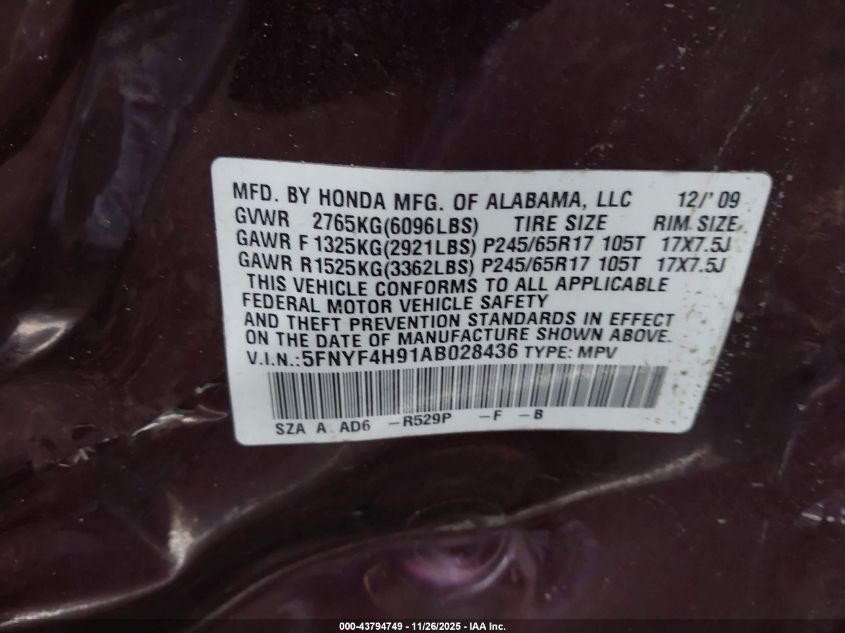 MFD. BY HONDA MFG. OF ALABAMA, LLC 12/' 09
GVWR 2765KG(6096LBS) TIRE SIZE RIM SIZE
GAWR F 1325KG(2921LBS) P245/65R17 105T 17X7.5J
GAWR R1525KG(3362LBS) P245/65R17 105T 17X7.5J
THIS VEHICLE CONFORMS TO ALL APPLICABLE
FEDERAL MOTOR VEHICLE SAFETY
AND THEFT PREVENTION STANDARDS IN EFFECT
ON THE DATE OF MANUFACTURE SHOWN ABOVE.
V.I.N.:5FNYF4H91AB028436 TYPE: MPV
SZA A AD6 -R529P -F -B
000-43794749 - 11/26/2025 - IAA Inc.